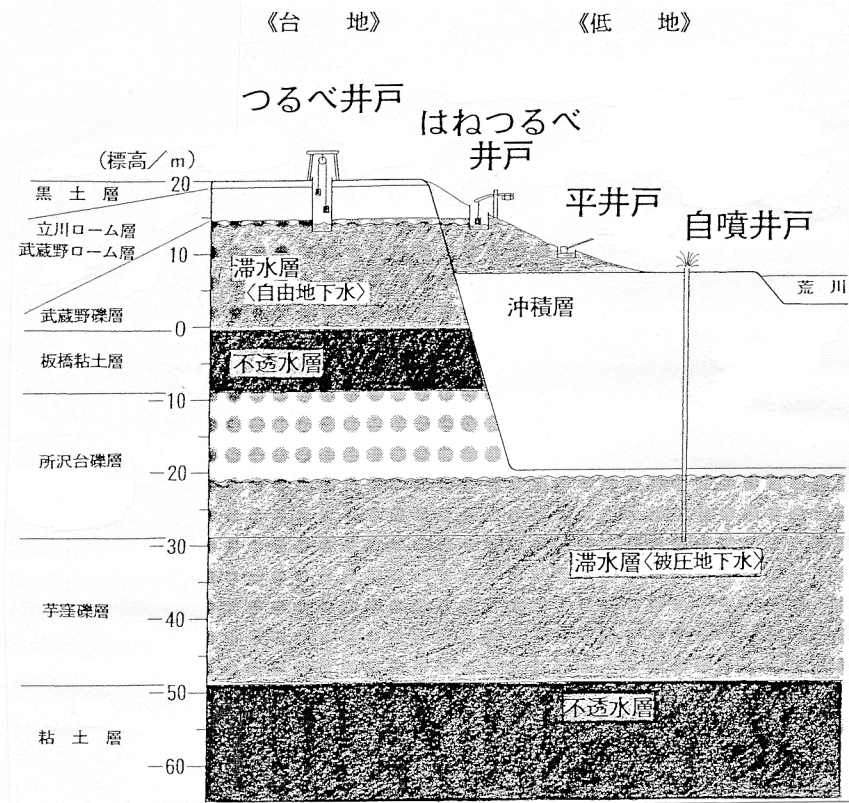 《台 地》
《低 地》
つるべ井戸
はねつるべ
井戸
平井戸
自噴井戸
(標高/m)
黒土層
立川ローム層
武蔵野ローム層
武蔵野礫層
板橋粘土層
所沢台礫層
芋窪礫層
粘土層
20
10
0
-10
-20
-30
-40
-50
-60
滞水層
〈自由地下水〉
不透水層
沖積層
荒川
滞水層〈被圧地下水〉
不透水層